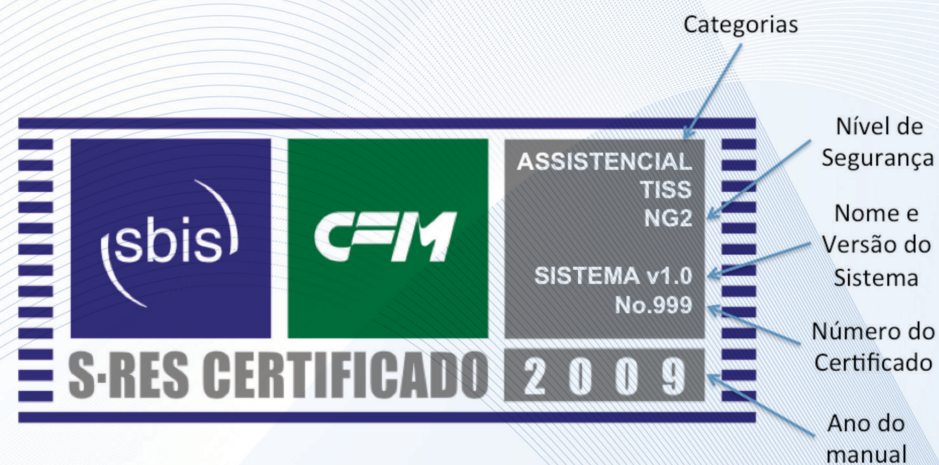 Categorias
Nível de
Segurança
Nome e
Versão do
Sistema
Número do
Certificado
Ano do
manual
sbis
CFM
ASSISTENCIAL
TISS
NG2
SISTEMA v1.0
No.999
S-RES CERTIFICADO
2009